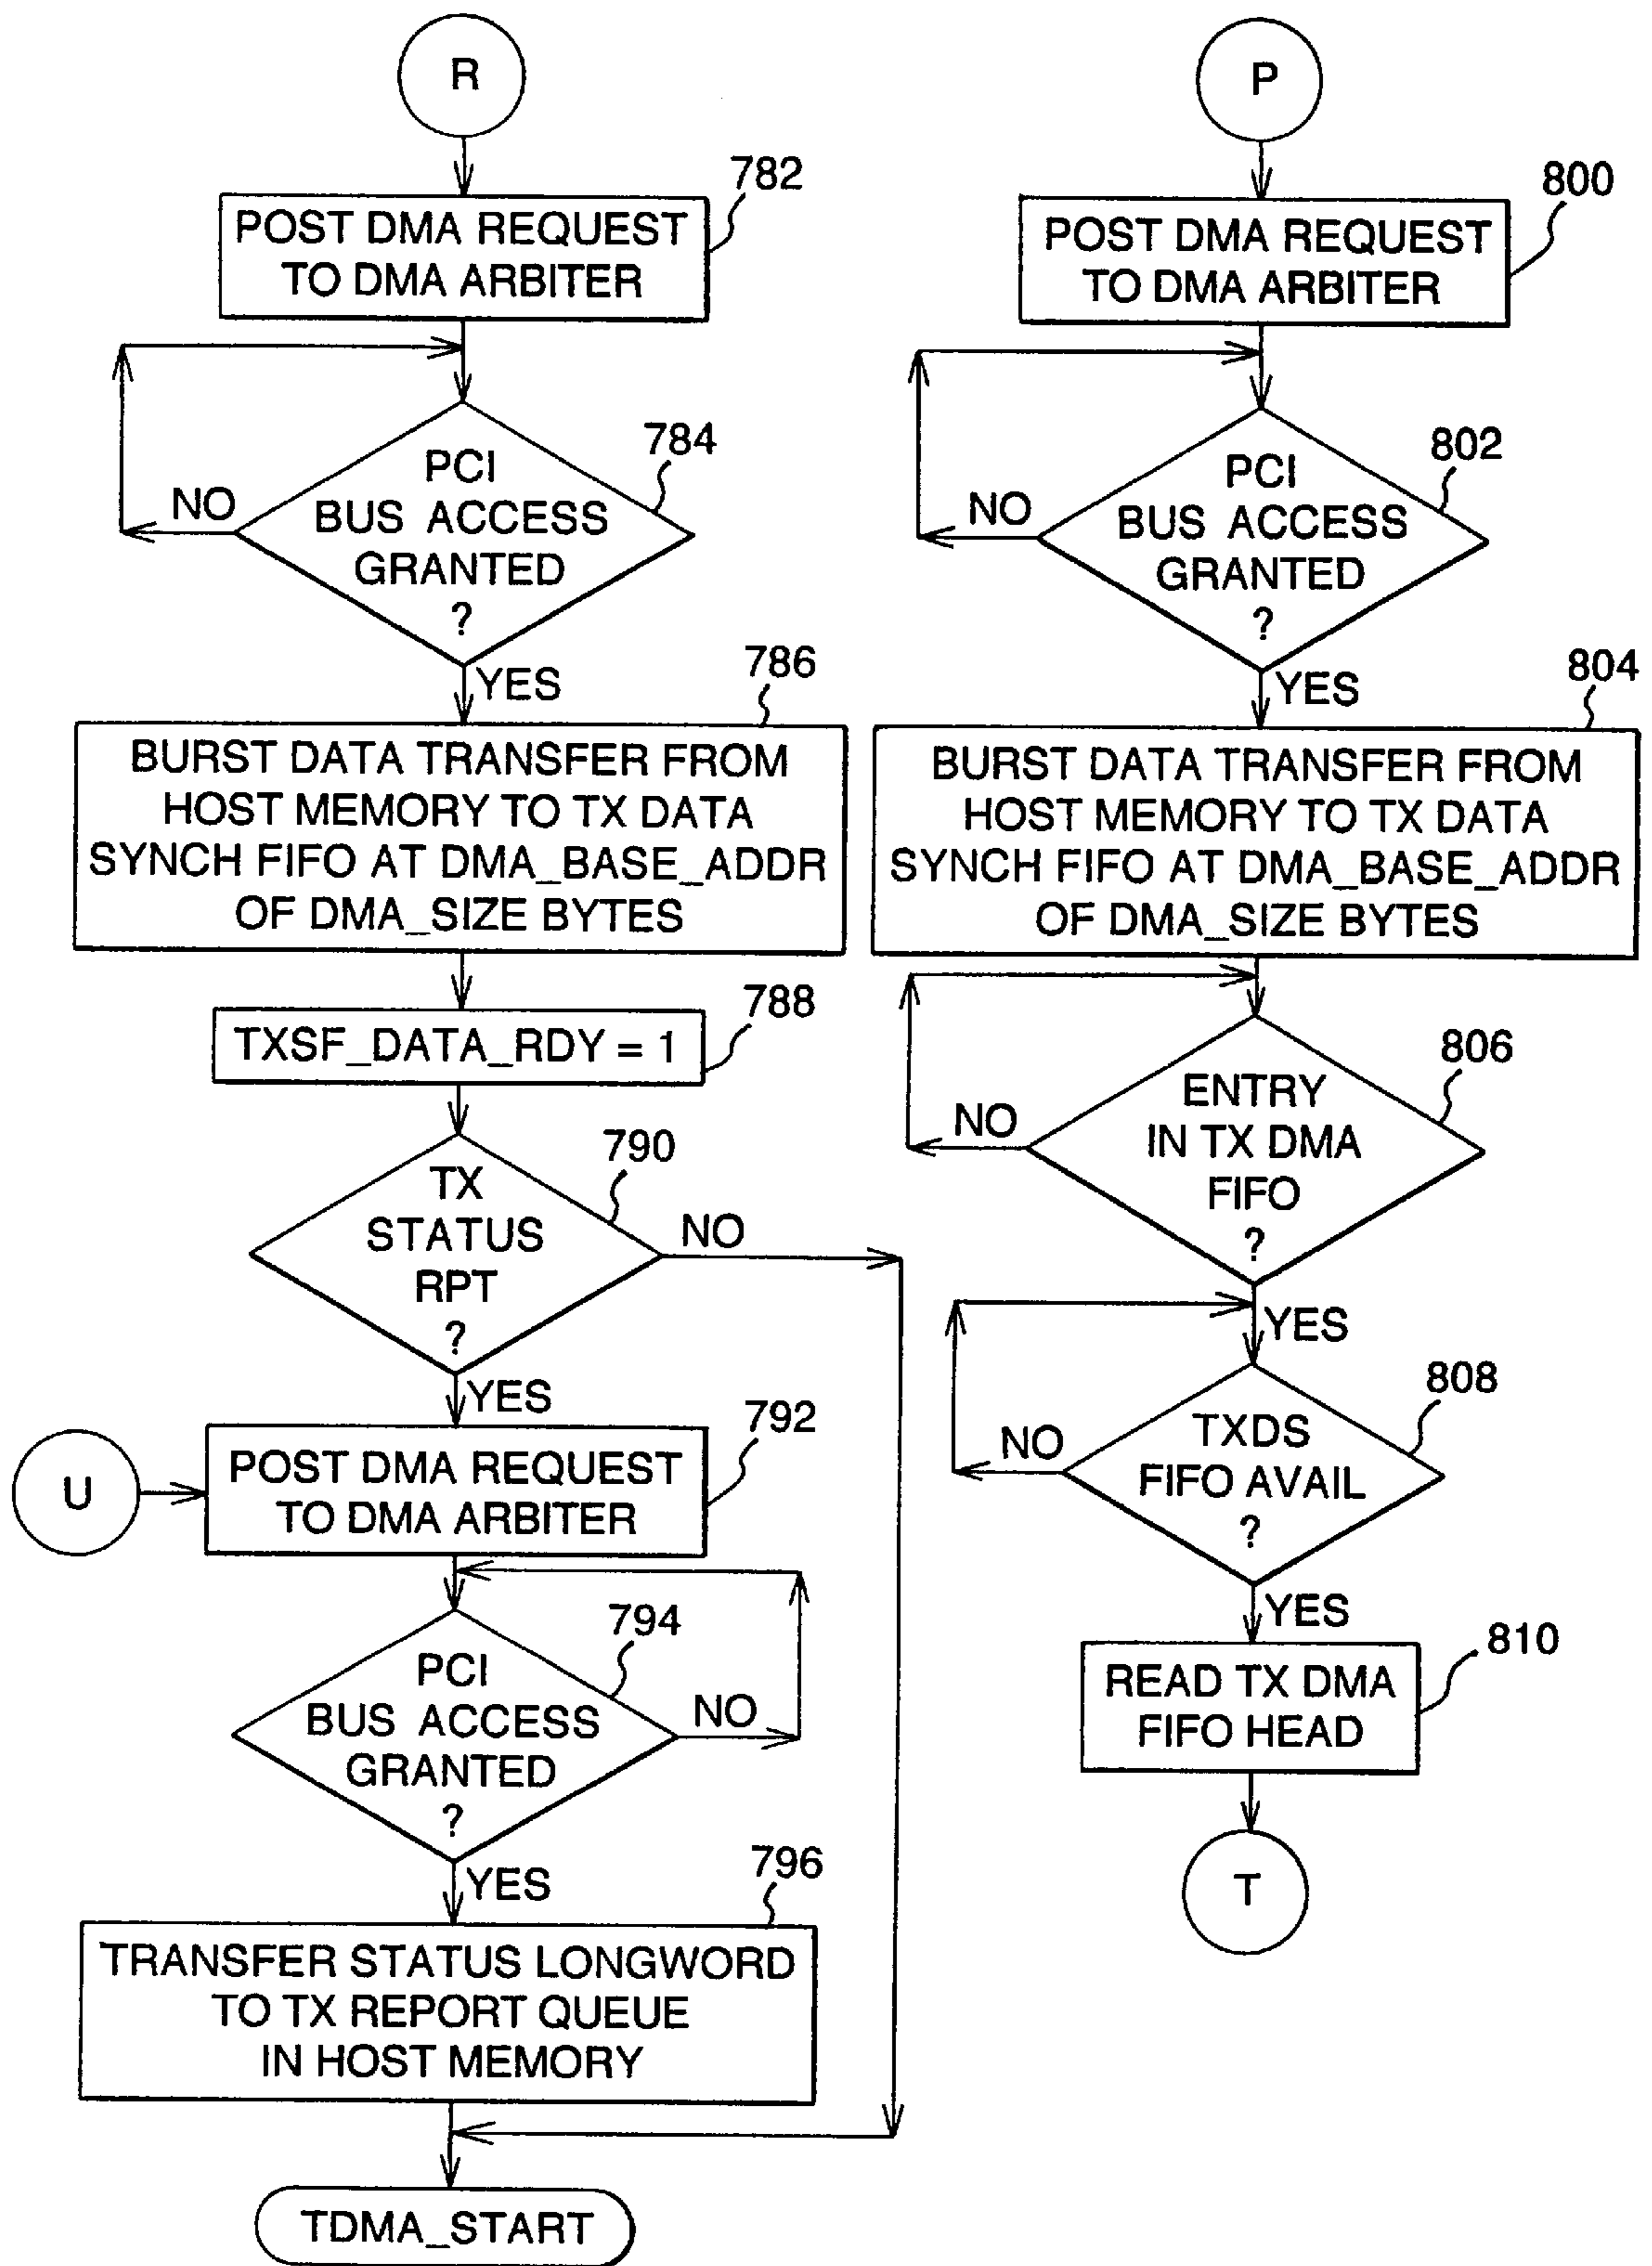 R
782
POST DMA REQUEST
TO DMA ARBITER
784
PCI
BUS ACCESS
GRANTED
?
NO
YES
786
BURST DATA TRANSFER FROM
HOST MEMORY TO TX DATA
SYNCH FIFO AT DMA_BASE_ADDR
OF DMA_SIZE BYTES
788
TXSF_DATA_RDY = 1
790
TX
STATUS
RPT
?
NO
YES
U
792
POST DMA REQUEST
TO DMA ARBITER
794
PCI
BUS ACCESS
GRANTED
?
NO
YES
796
TRANSFER STATUS LONGWORD
TO TX REPORT QUEUE
IN HOST MEMORY
TDMA_START
P
800
POST DMA REQUEST
TO DMA ARBITER
802
PCI
BUS ACCESS
GRANTED
?
NO
YES
804
BURST DATA TRANSFER FROM
HOST MEMORY TO TX DATA
SYNCH FIFO AT DMA_BASE_ADDR
OF DMA_SIZE BYTES
806
ENTRY
IN TX DMA
FIFO
?
NO
YES
808
TXDS
FIFO AVAIL
?
NO
YES
810
READ TX DMA
FIFO HEAD
T